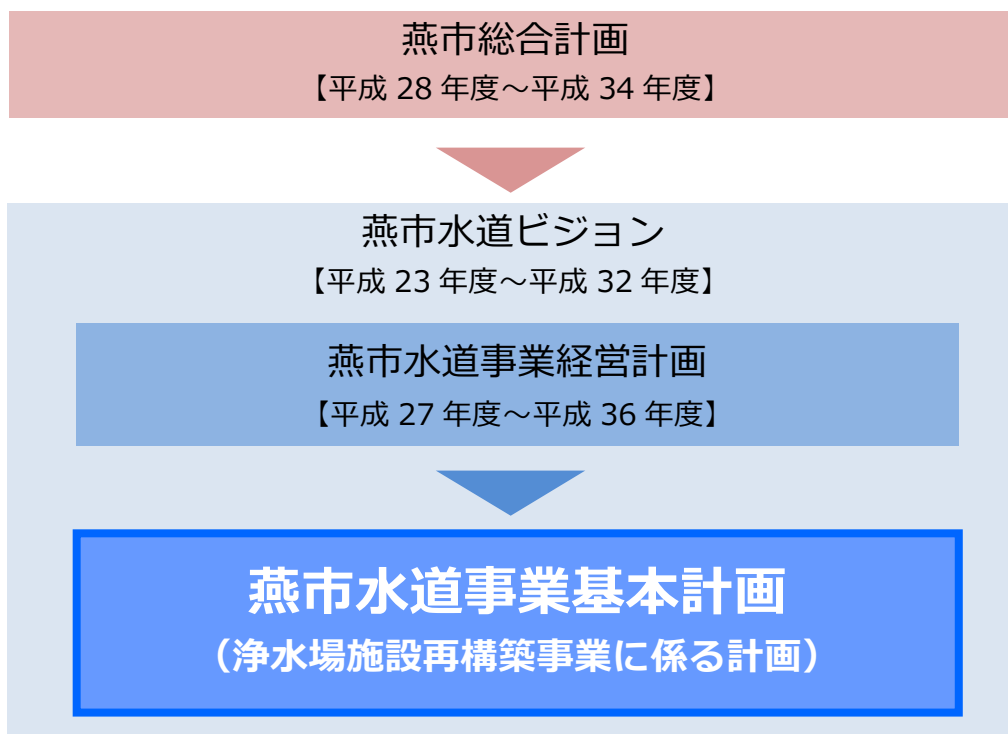 燕市総合計画
【平成 28 年度～平成 34 年度】
燕市水道ビジョン
【平成 23 年度～平成 32 年度】
燕市水道事業経営計画
【平成 27 年度～平成 36 年度】
燕市水道事業基本計画
（浄水場施設再構築事業に係る計画）